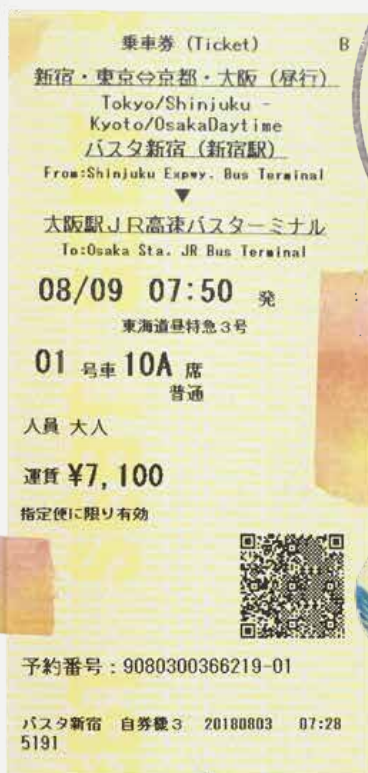 乗車券 (Ticket) B
新宿・東京⇔京都・大阪 (昼行)
Tokyo/Shinjuku -
Kyoto/OsakaDaytime
バスタ新宿 (新宿駅)
From:Shinjuku Expwy. Bus Terminal
▼
大阪駅JR高速バスターミナル
To:Osaka Sta. JR Bus Terminal
08/09 07:50 発
東海道昼特急3号
01 号車 10A 席
普通
人員 大人
運賃 ¥7,100
指定便に限り有効
予約番号：9080300366219-01
バスタ新宿 自券機3 20180803 07:28
5191